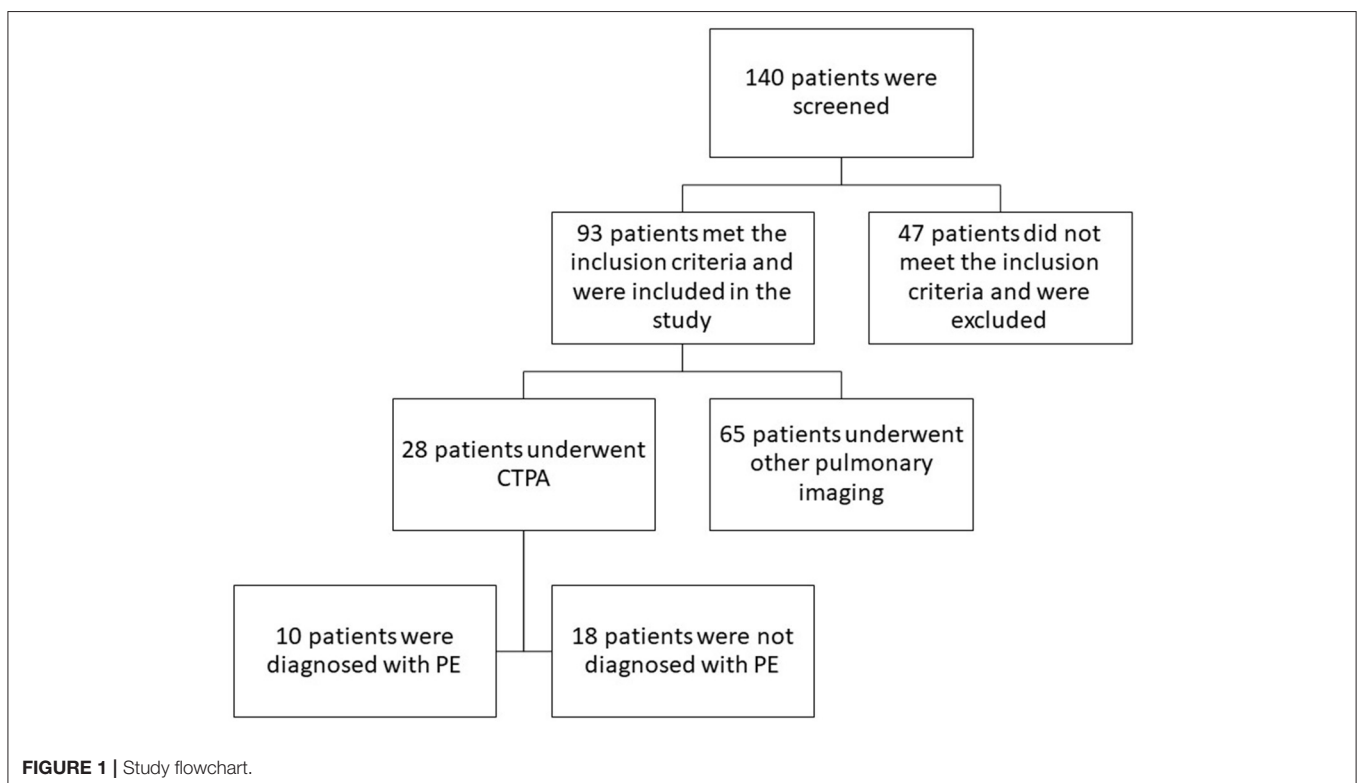 140 patients were
screened
93 patients met the
inclusion criteria and
were included in the
study
47 patients did not
meet the inclusion
criteria and were
excluded
28 patients underwent
CTPA
65 patients underwent
other pulmonary
imaging
10 patients were
diagnosed with PE
18 patients were not
diagnosed with PE
FIGURE 1 | Study flowchart.